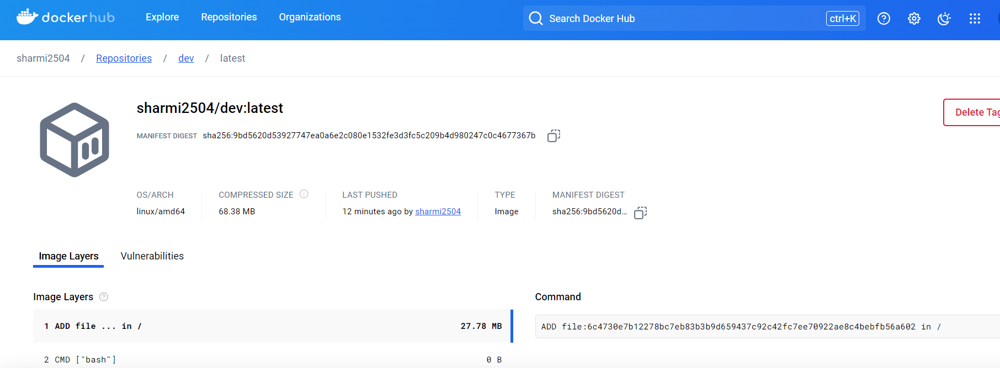 docker hub Explore Repositories Organizations Search Docker Hub ctrl+K
sharmi2504 / Repositories / dev / latest
sharmi2504/dev:latest
Delete Tag
MANIFEST DIGEST sha256:9bd5620d53927747ea0a6e2c080e1532fe3d3fc5c209b4d980247c0c4677367b
OS/ARCH COMPRESSED SIZE LAST PUSHED TYPE MANIFEST DIGEST
linux/amd64 68.38 MB 12 minutes ago by sharmi2504 Image sha256:9bd5620d...
Image Layers Vulnerabilities
Image Layers Command
1 ADD file ... in / 27.78 MB ADD file:6c4730e7b12278bc7eb83b3b9d659437c92c42fc7ee70922ae8c4bebfb56a602 in /
2 CMD ["bash"] 0 B